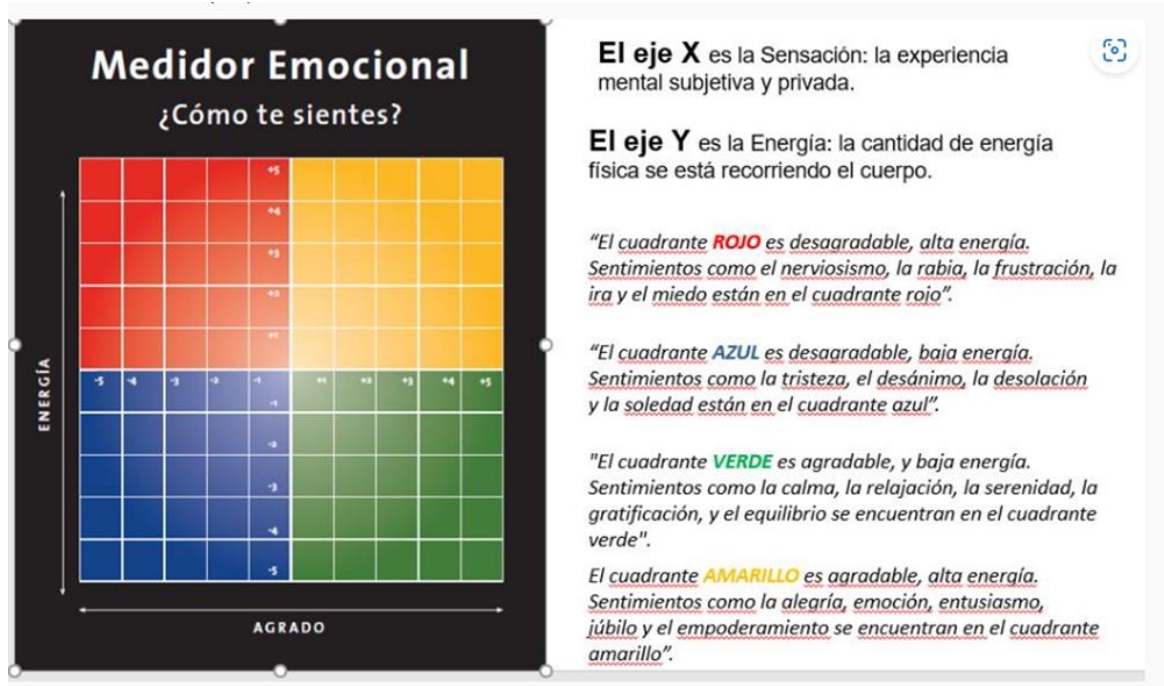 Medidor Emocional
¿Cómo te sientes?
+5
+4
+3
+2
+1
-5 -4 -3 -2 -1 +1 +2 +3 +4 +5
-1
-2
-3
-4
-5
ENERGÍA
AGRADO
El eje X es la Sensación: la experiencia
mental subjetiva y privada.
El eje Y es la Energía: la cantidad de energía
física se está recorriendo el cuerpo.
“El cuadrante ROJO es desagradable, alta energía.
Sentimientos como el nerviosismo, la rabia, la frustración, la
ira y el miedo están en el cuadrante rojo”.
“El cuadrante AZUL es desagradable, baja energía.
Sentimientos como la tristeza, el desánimo, la desolación
y la soledad están en el cuadrante azul”.
"El cuadrante VERDE es agradable, y baja energía.
Sentimientos como la calma, la relajación, la serenidad, la
gratificación, y el equilibrio se encuentran en el cuadrante
verde".
El cuadrante AMARILLO es agradable, alta energía.
Sentimientos como la alegría, emoción, entusiasmo,
júbilo y el empoderamiento se encuentran en el cuadrante
amarillo”.